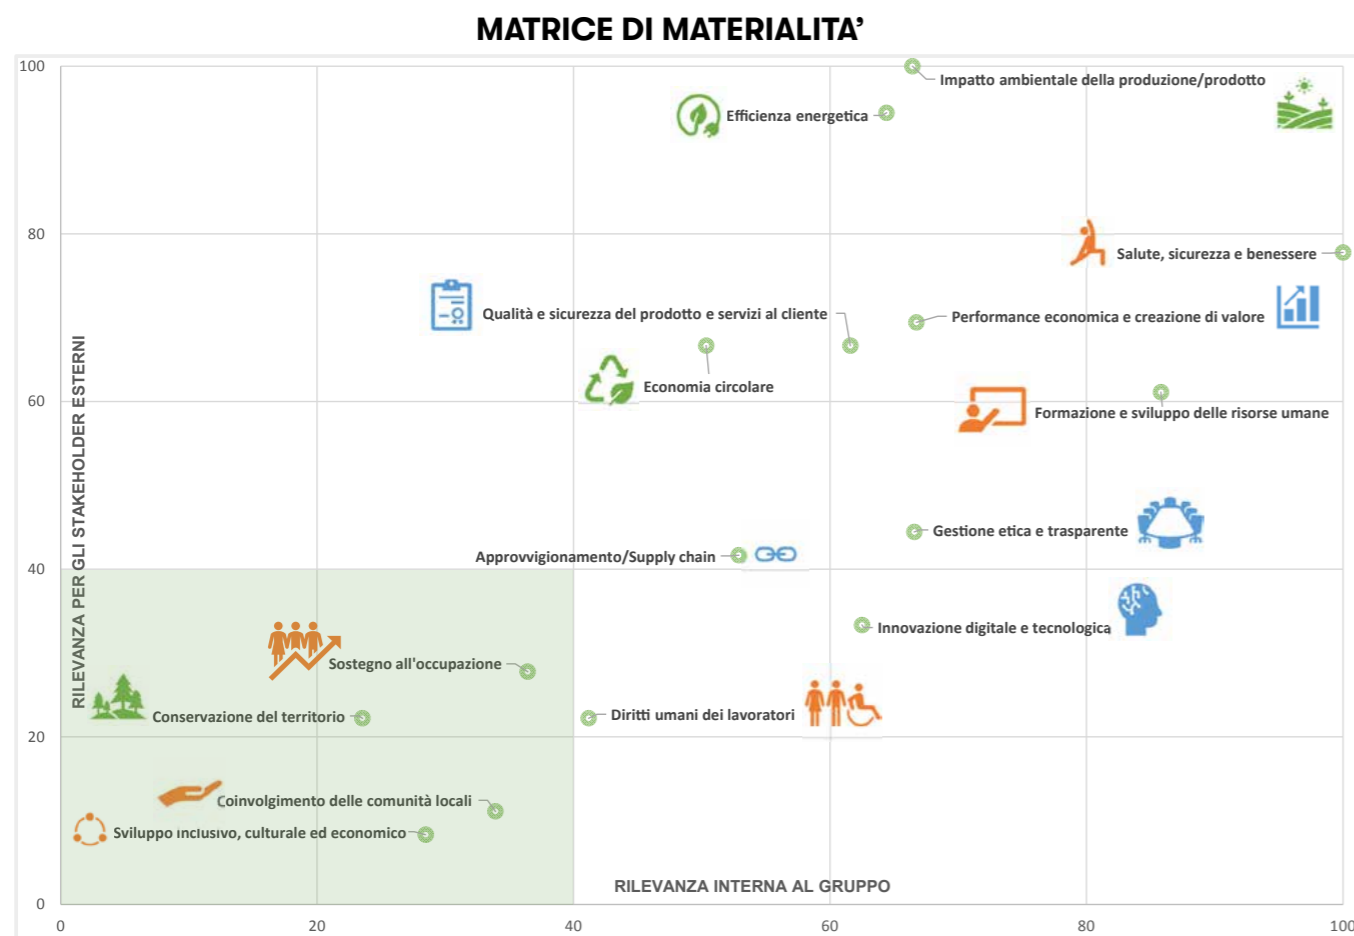 MATRICE DI MATERIALITA’
100
Impatto ambientale della produzione/prodotto
Efficienza energetica
80
Salute, sicurezza e benessere
Qualità e sicurezza del prodotto e servizi al cliente
Performance economica e creazione di valore
Economia circolare
60
Formazione e sviluppo delle risorse umane
RILEVANZA PER GLI STAKEHOLDER ESTERNI
Gestione etica e trasparente
Approvvigionamento/Supply chain
40
Innovazione digitale e tecnologica
Sostegno all'occupazione
Conservazione del territorio
Diritti umani dei lavoratori
20
Coinvolgimento delle comunità locali
Sviluppo inclusivo, culturale ed economico
RILEVANZA INTERNA AL GRUPPO
0
0 20 40 60 80 100